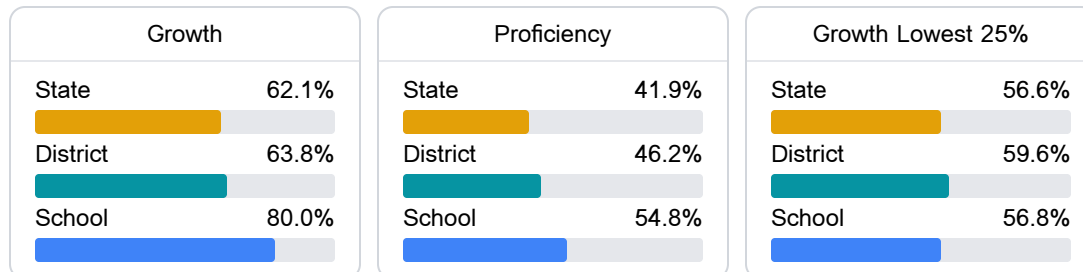 Growth
State 62.1%
District 63.8%
School 80.0%
Proficiency
State 41.9%
District 46.2%
School 54.8%
Growth Lowest 25%
State 56.6%
District 59.6%
School 56.8%